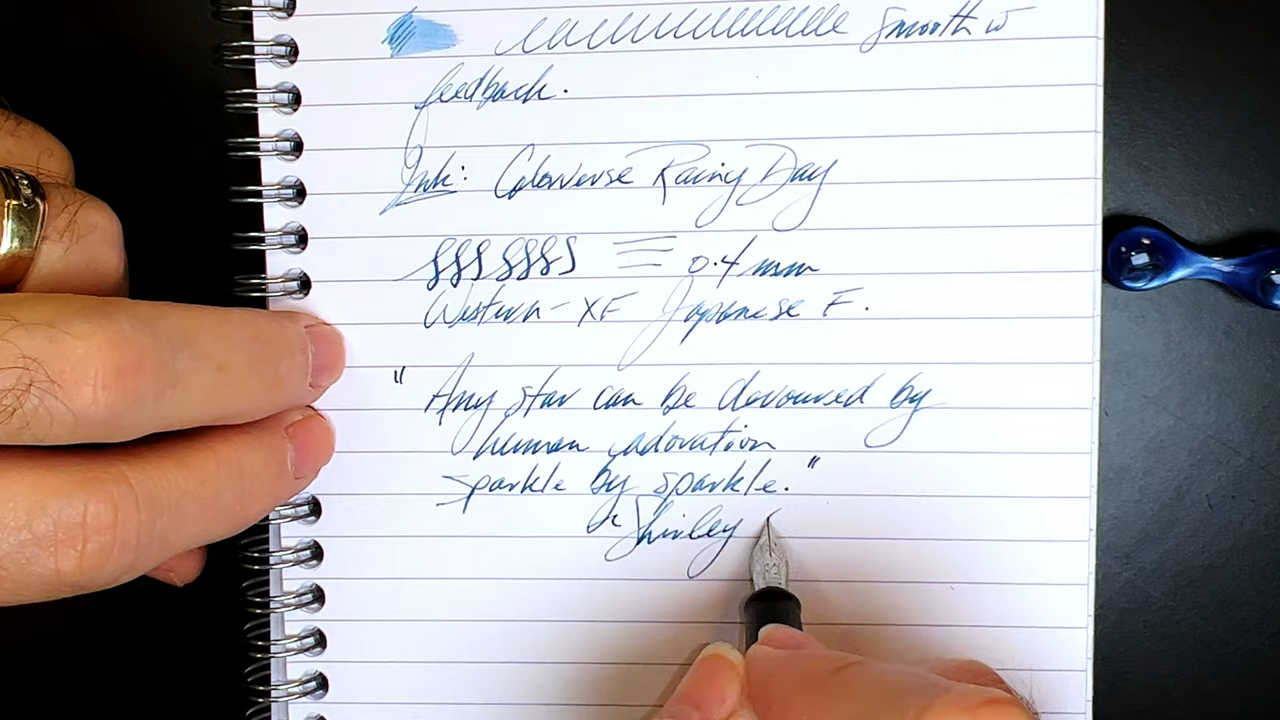 Smooth w
feedback.
Ink: Colorverse Rainy Day
0.4 mm
Western - XF Japanese F.
"Any star can be devoured by
human adoration
sparkle by sparkle."
- Shirley